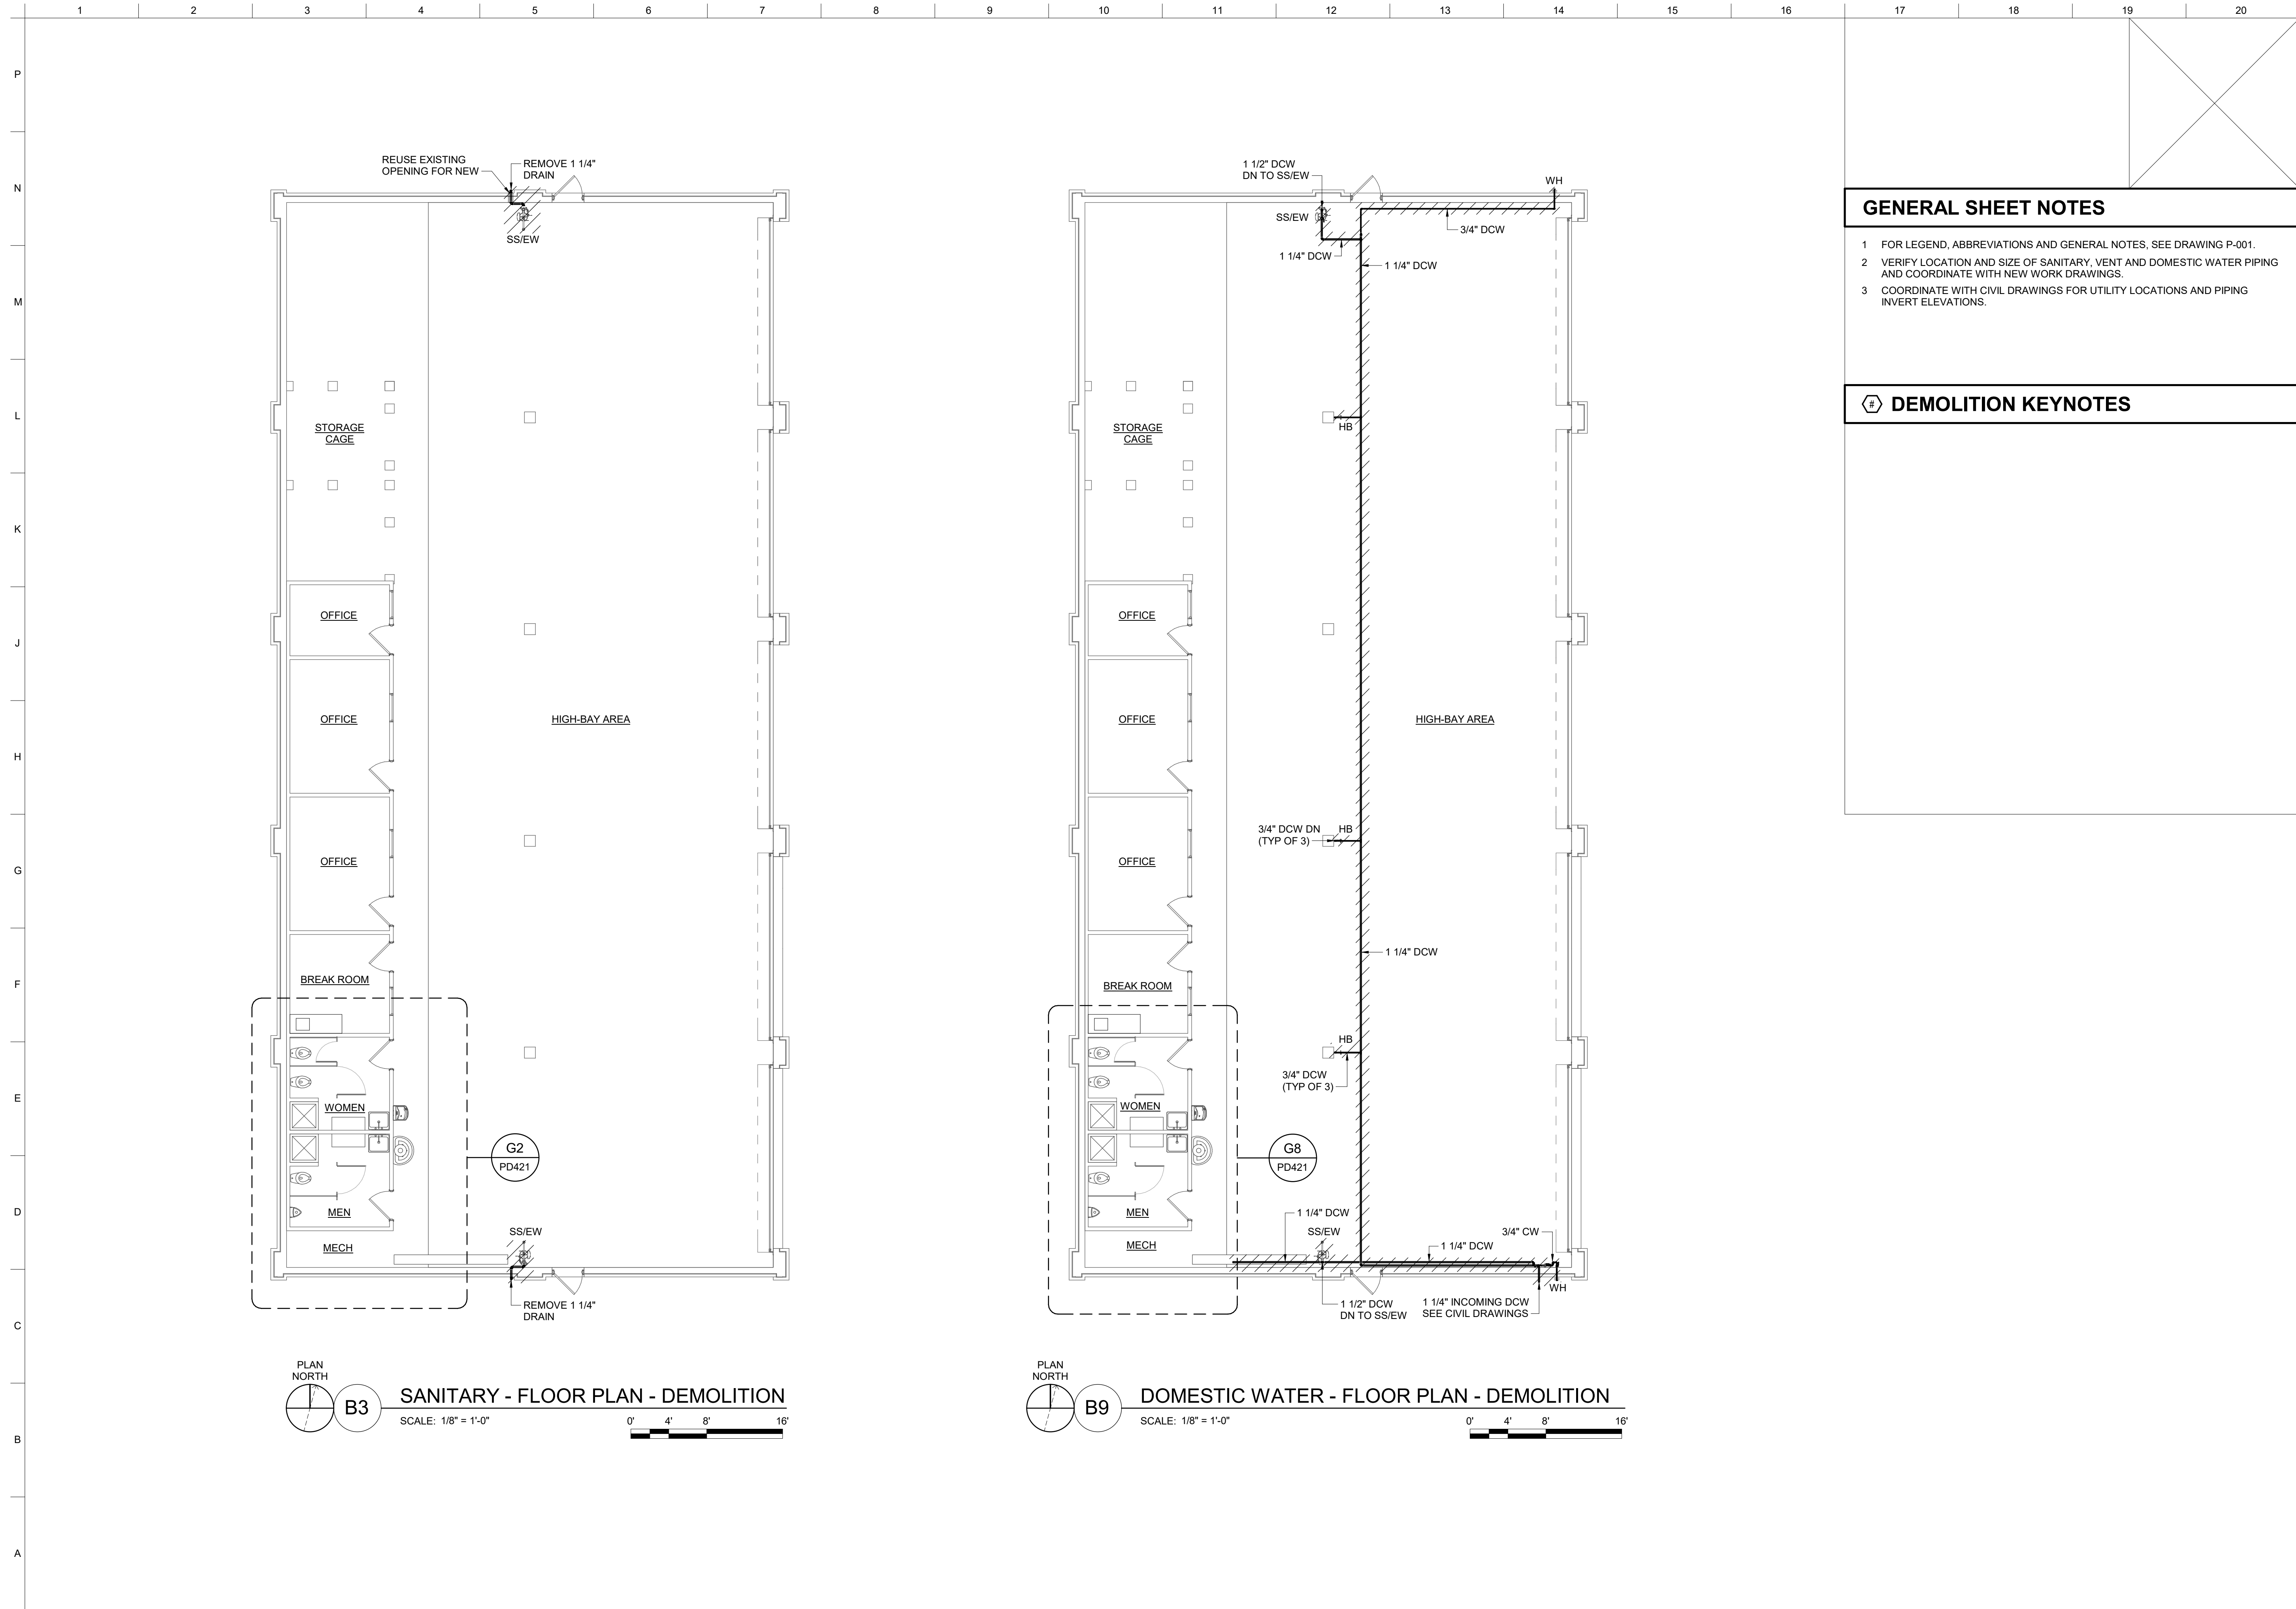 1 2 3 4 5 6 7 8 9 10 11 12 13 14 15 16 17 18 19 20
P
N
M
L
K
J
H
G
F
E
D
C
B
A
REUSE EXISTING
OPENING FOR NEW
REMOVE 1 1/4"
DRAIN
SS/EW
STORAGE
CAGE
OFFICE
OFFICE
HIGH-BAY AREA
OFFICE
BREAK ROOM
WOMEN
G2
PD421
MEN
SS/EW
MECH
REMOVE 1 1/4"
DRAIN
PLAN
NORTH
B3
SANITARY - FLOOR PLAN - DEMOLITION
SCALE: 1/8" = 1'-0"
0' 4' 8' 16'
1 1/2" DCW
DN TO SS/EW
WH
SS/EW
3/4" DCW
1 1/4" DCW
1 1/4" DCW
STORAGE
CAGE
HB
OFFICE
OFFICE
HIGH-BAY AREA
3/4" DCW DN
(TYP OF 3)
HB
OFFICE
1 1/4" DCW
BREAK ROOM
HB
3/4" DCW
(TYP OF 3)
WOMEN
G8
PD421
MEN
1 1/4" DCW
SS/EW
3/4" CW
MECH
1 1/4" DCW
WH
1 1/2" DCW
DN TO SS/EW
1 1/4" INCOMING DCW
SEE CIVIL DRAWINGS
PLAN
NORTH
B9
DOMESTIC WATER - FLOOR PLAN - DEMOLITION
SCALE: 1/8" = 1'-0"
0' 4' 8' 16'
GENERAL SHEET NOTES
1 FOR LEGEND, ABBREVIATIONS AND GENERAL NOTES, SEE DRAWING P-001.
2 VERIFY LOCATION AND SIZE OF SANITARY, VENT AND DOMESTIC WATER PIPING
AND COORDINATE WITH NEW WORK DRAWINGS.
3 COORDINATE WITH CIVIL DRAWINGS FOR UTILITY LOCATIONS AND PIPING
INVERT ELEVATIONS.
# DEMOLITION KEYNOTES